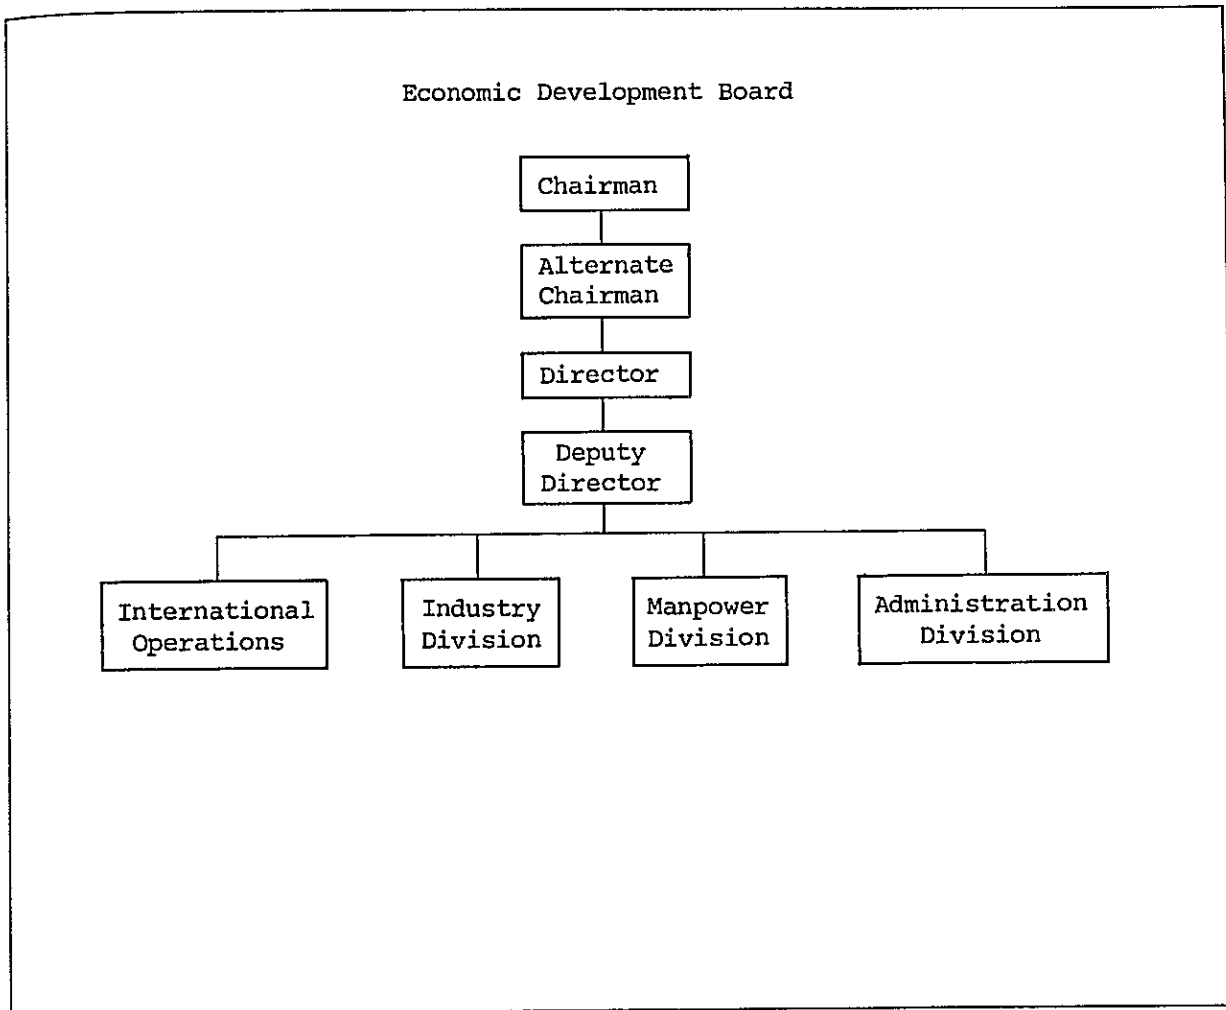 Economic Development Board
Chairman
Alternate
Chairman
Director
Deputy
Director
International
Operations
Industry
Division
Manpower
Division
Administration
Division